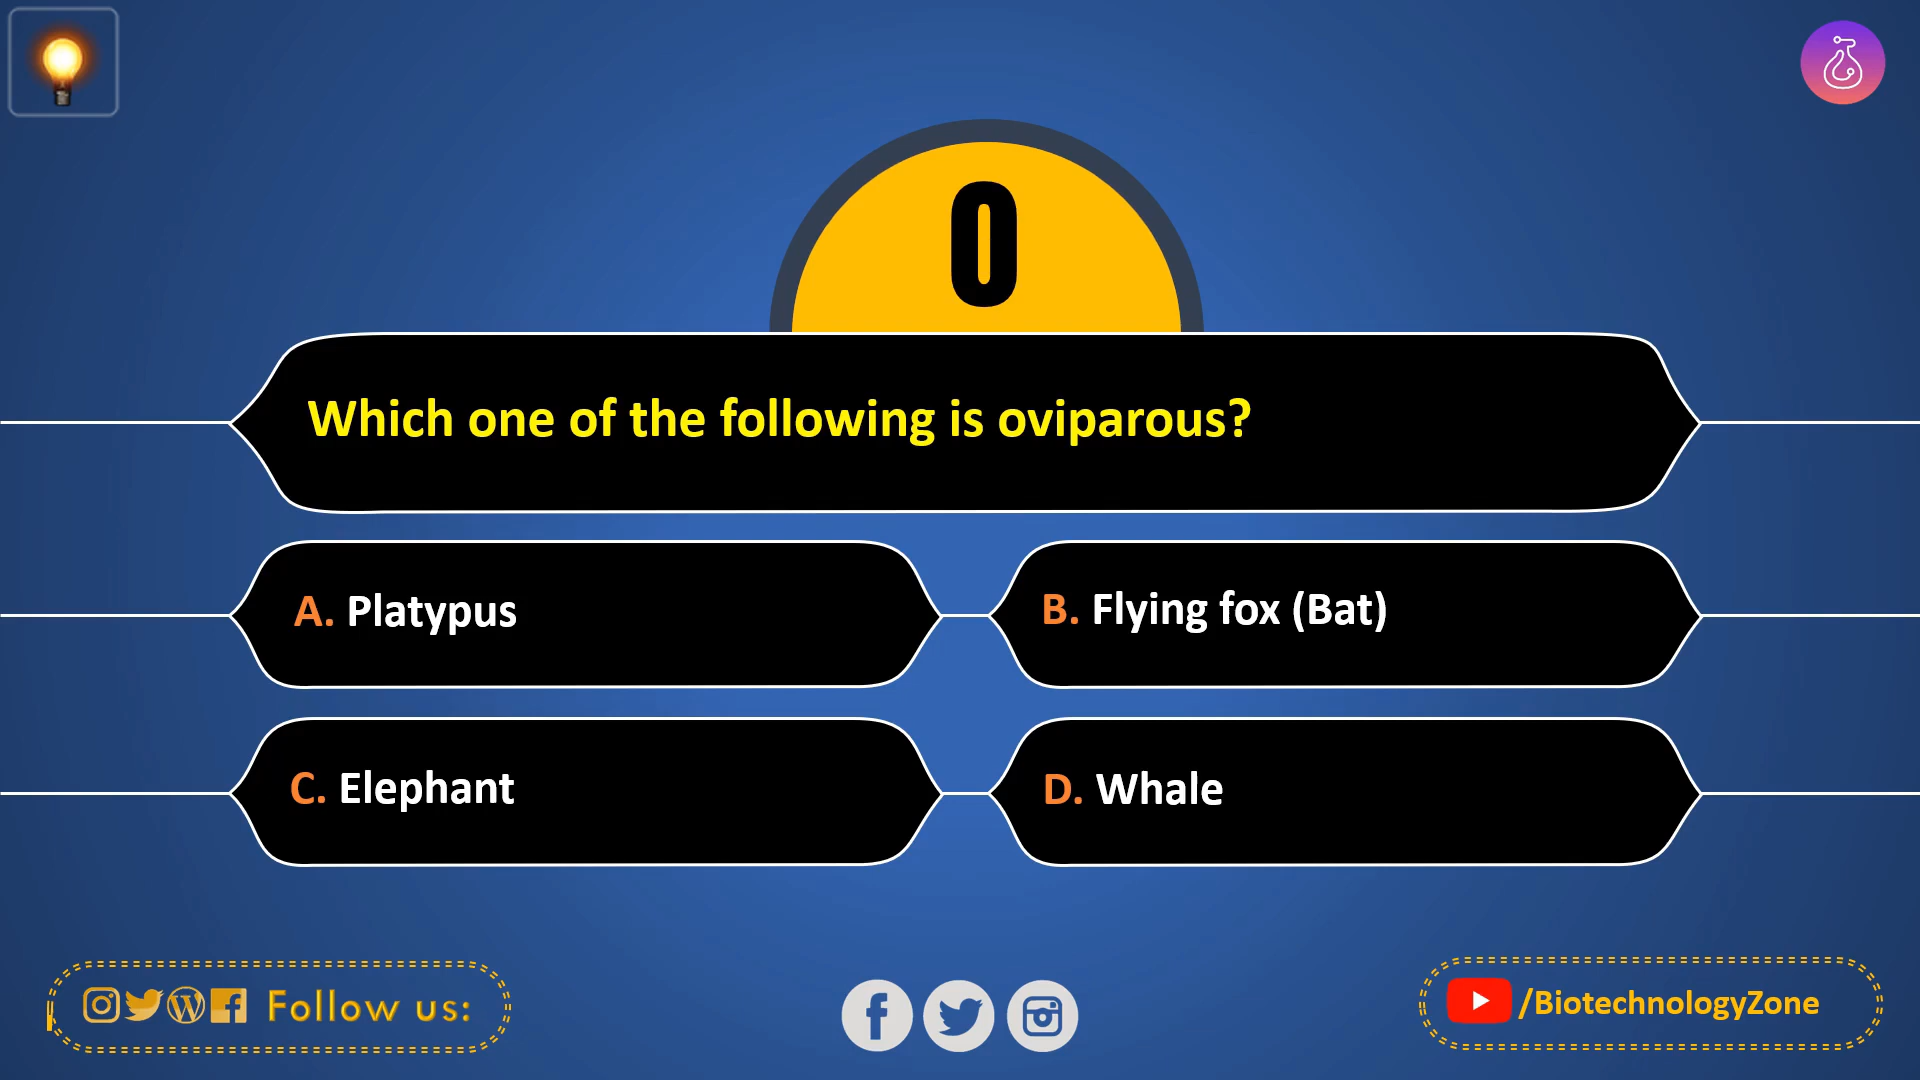 0
Which one of the following is oviparous?
A. Platypus
B. Flying fox (Bat)
C. Elephant
D. Whale
Follow us:
/BiotechnologyZone